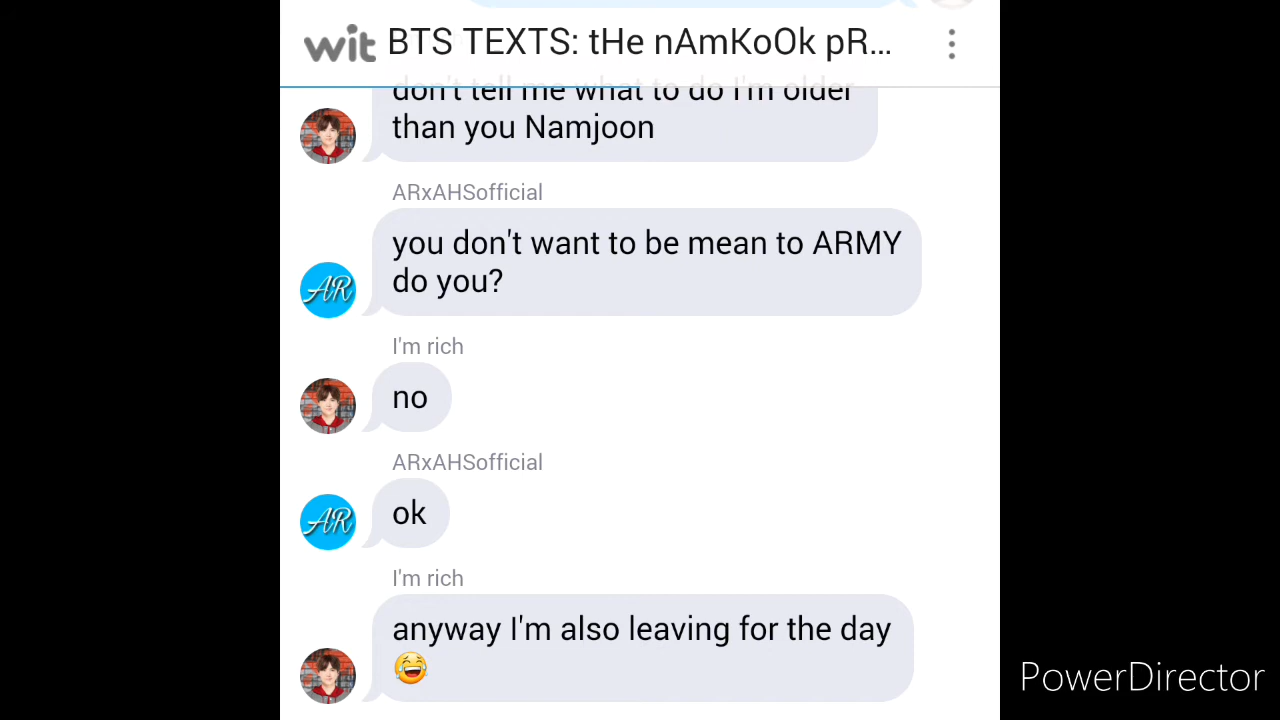 wit BTS TEXTS: tHe nAmKoOk pR...
don't tell me what to do I'm older
than you Namjoon
ARxAHSofficial
you don't want to be mean to ARMY
do you?
AR
I'm rich
no
ARxAHSofficial
ok
AR
I'm rich
anyway I'm also leaving for the day
😂
PowerDirector